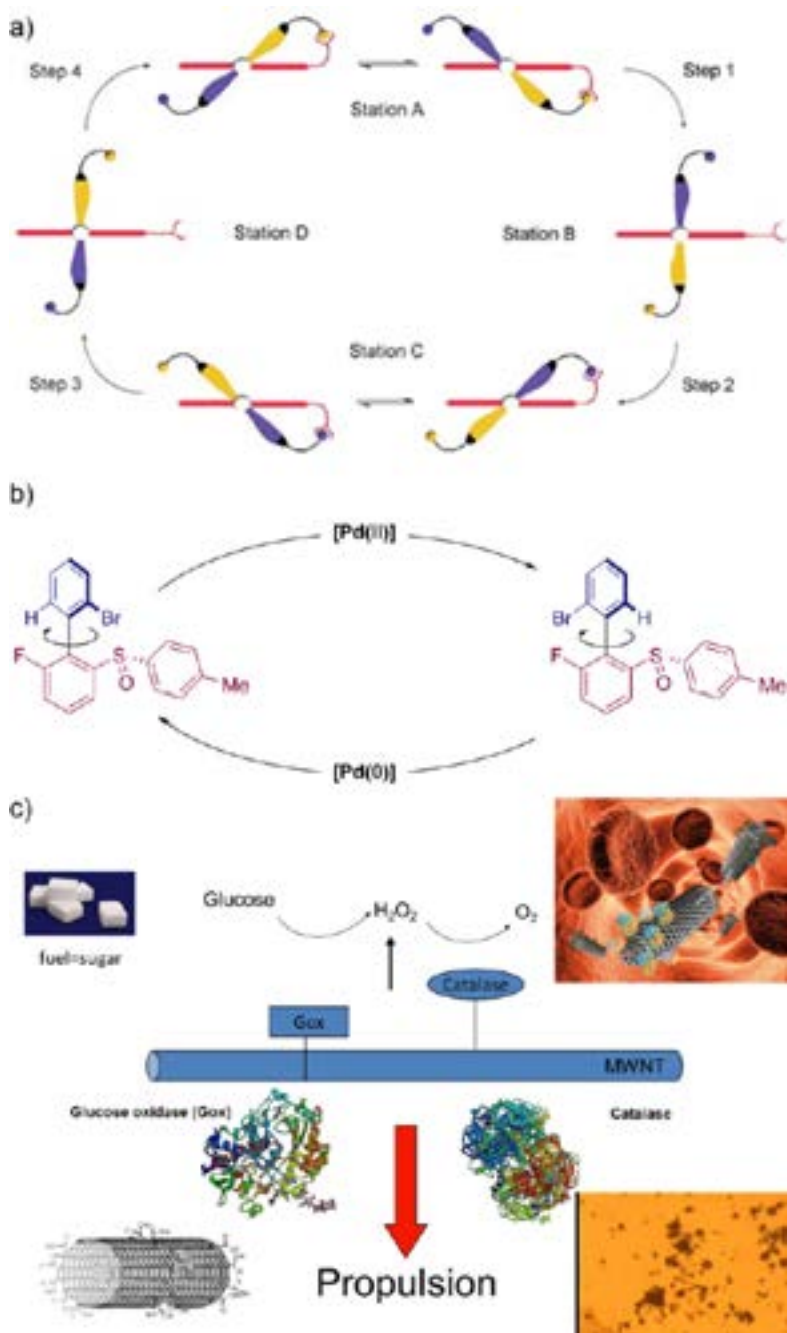 a)
Step 4
Step 1
Station A
Station D
Station B
Station C
Step 3
Step 2
b)
[Pd(II)]
H
Br
F
S
O
Me
Br
H
F
S
O
Me
[Pd(0)]
c)
Glucose
H₂O₂
O₂
fuel=sugar
Catalase
Gox
MWNT
Glucose oxidase (Gox)
Catalase
Propulsion